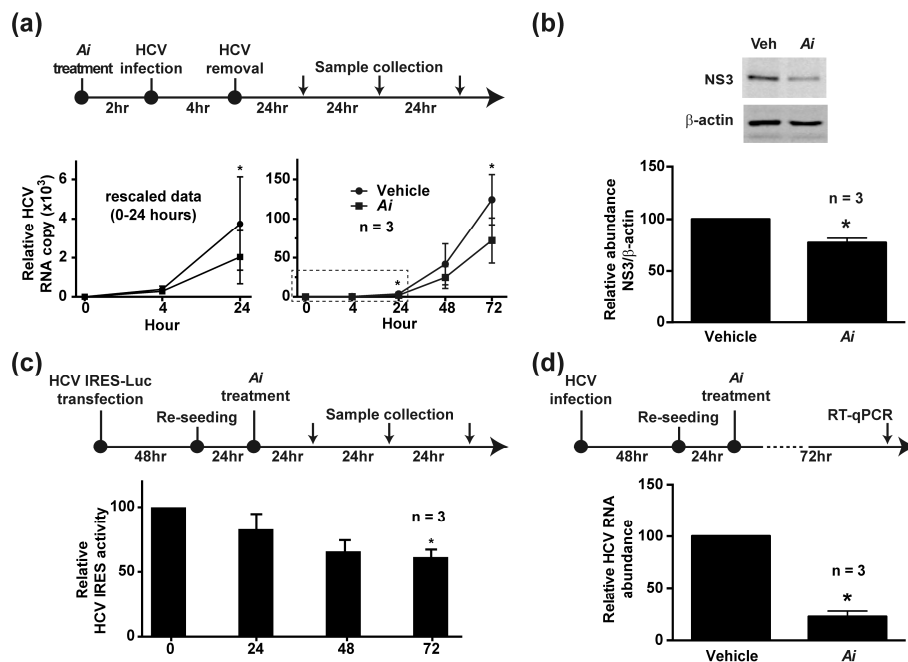 (a)
Ai
treatment
HCV
infection
HCV
removal
Sample collection
2hr
4hr
24hr
24hr
24hr
Relative HCV
RNA copy (x10³)
6
4
2
0
rescaled data
(0-24 hours)
*
0
4
24
Hour
150
100
50
0
Vehicle
Ai
n = 3
*
*
0
4
24
48
72
Hour
(b)
Veh
Ai
NS3
β-actin
Relative abundance
NS3/β-actin
150
100
50
0
n = 3
*
Vehicle
Ai
(c)
HCV IRES-Luc
transfection
Re-seeding
Ai
treatment
Sample collection
48hr
24hr
24hr
24hr
24hr
Relative
HCV IRES activity
100
50
0
n = 3
*
0
24
48
72
(d)
HCV
infection
Re-seeding
Ai
treatment
RT-qPCR
48hr
24hr
72hr
Relative HCV RNA
abundance
150
100
50
0
n = 3
*
Vehicle
Ai